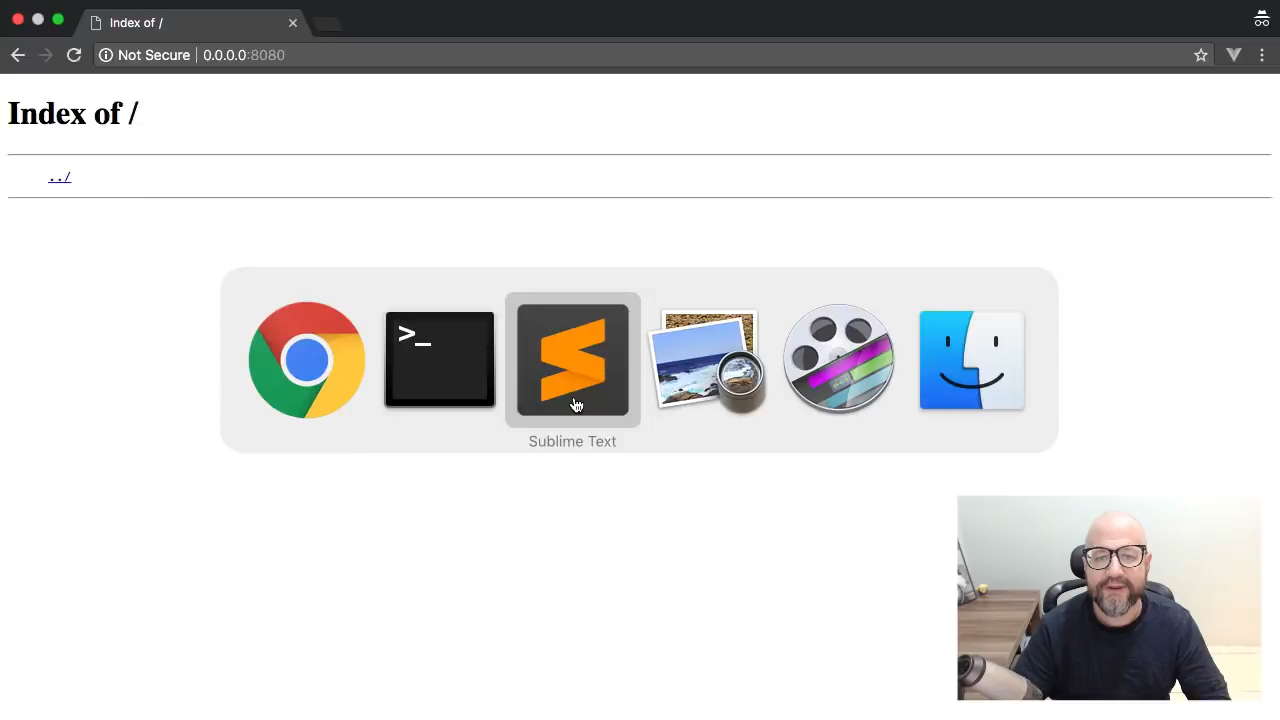 Index of /
Not Secure 0.0.0.0:8080
Index of /
../
>_
Sublime Text